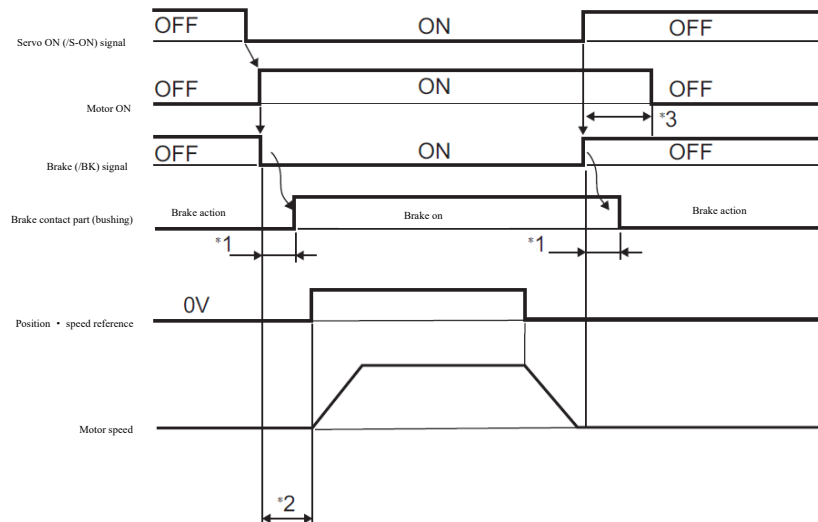 OFF ON OFF
Servo ON (/S-ON) signal
OFF ON OFF
Motor ON
*3
OFF ON OFF
Brake (/BK) signal
Brake action Brake on Brake action
Brake contact part (bushing)
*1 *1
0V
Position • speed reference
Motor speed
*2